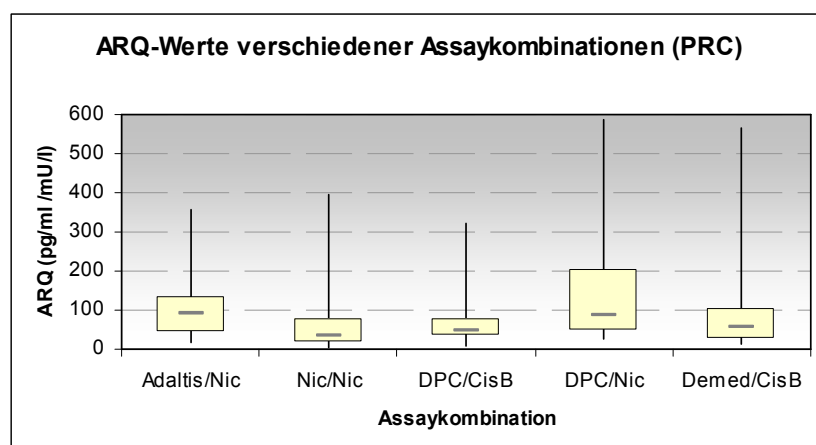 ARQ-Werte verschiedener Assaykombinationen (PRC)
600
500
400
300
200
100
0
ARQ (pg/ml /mU/l)
Adaltis/Nic Nic/Nic DPC/CisB DPC/Nic Demed/CisB
Assaykombination